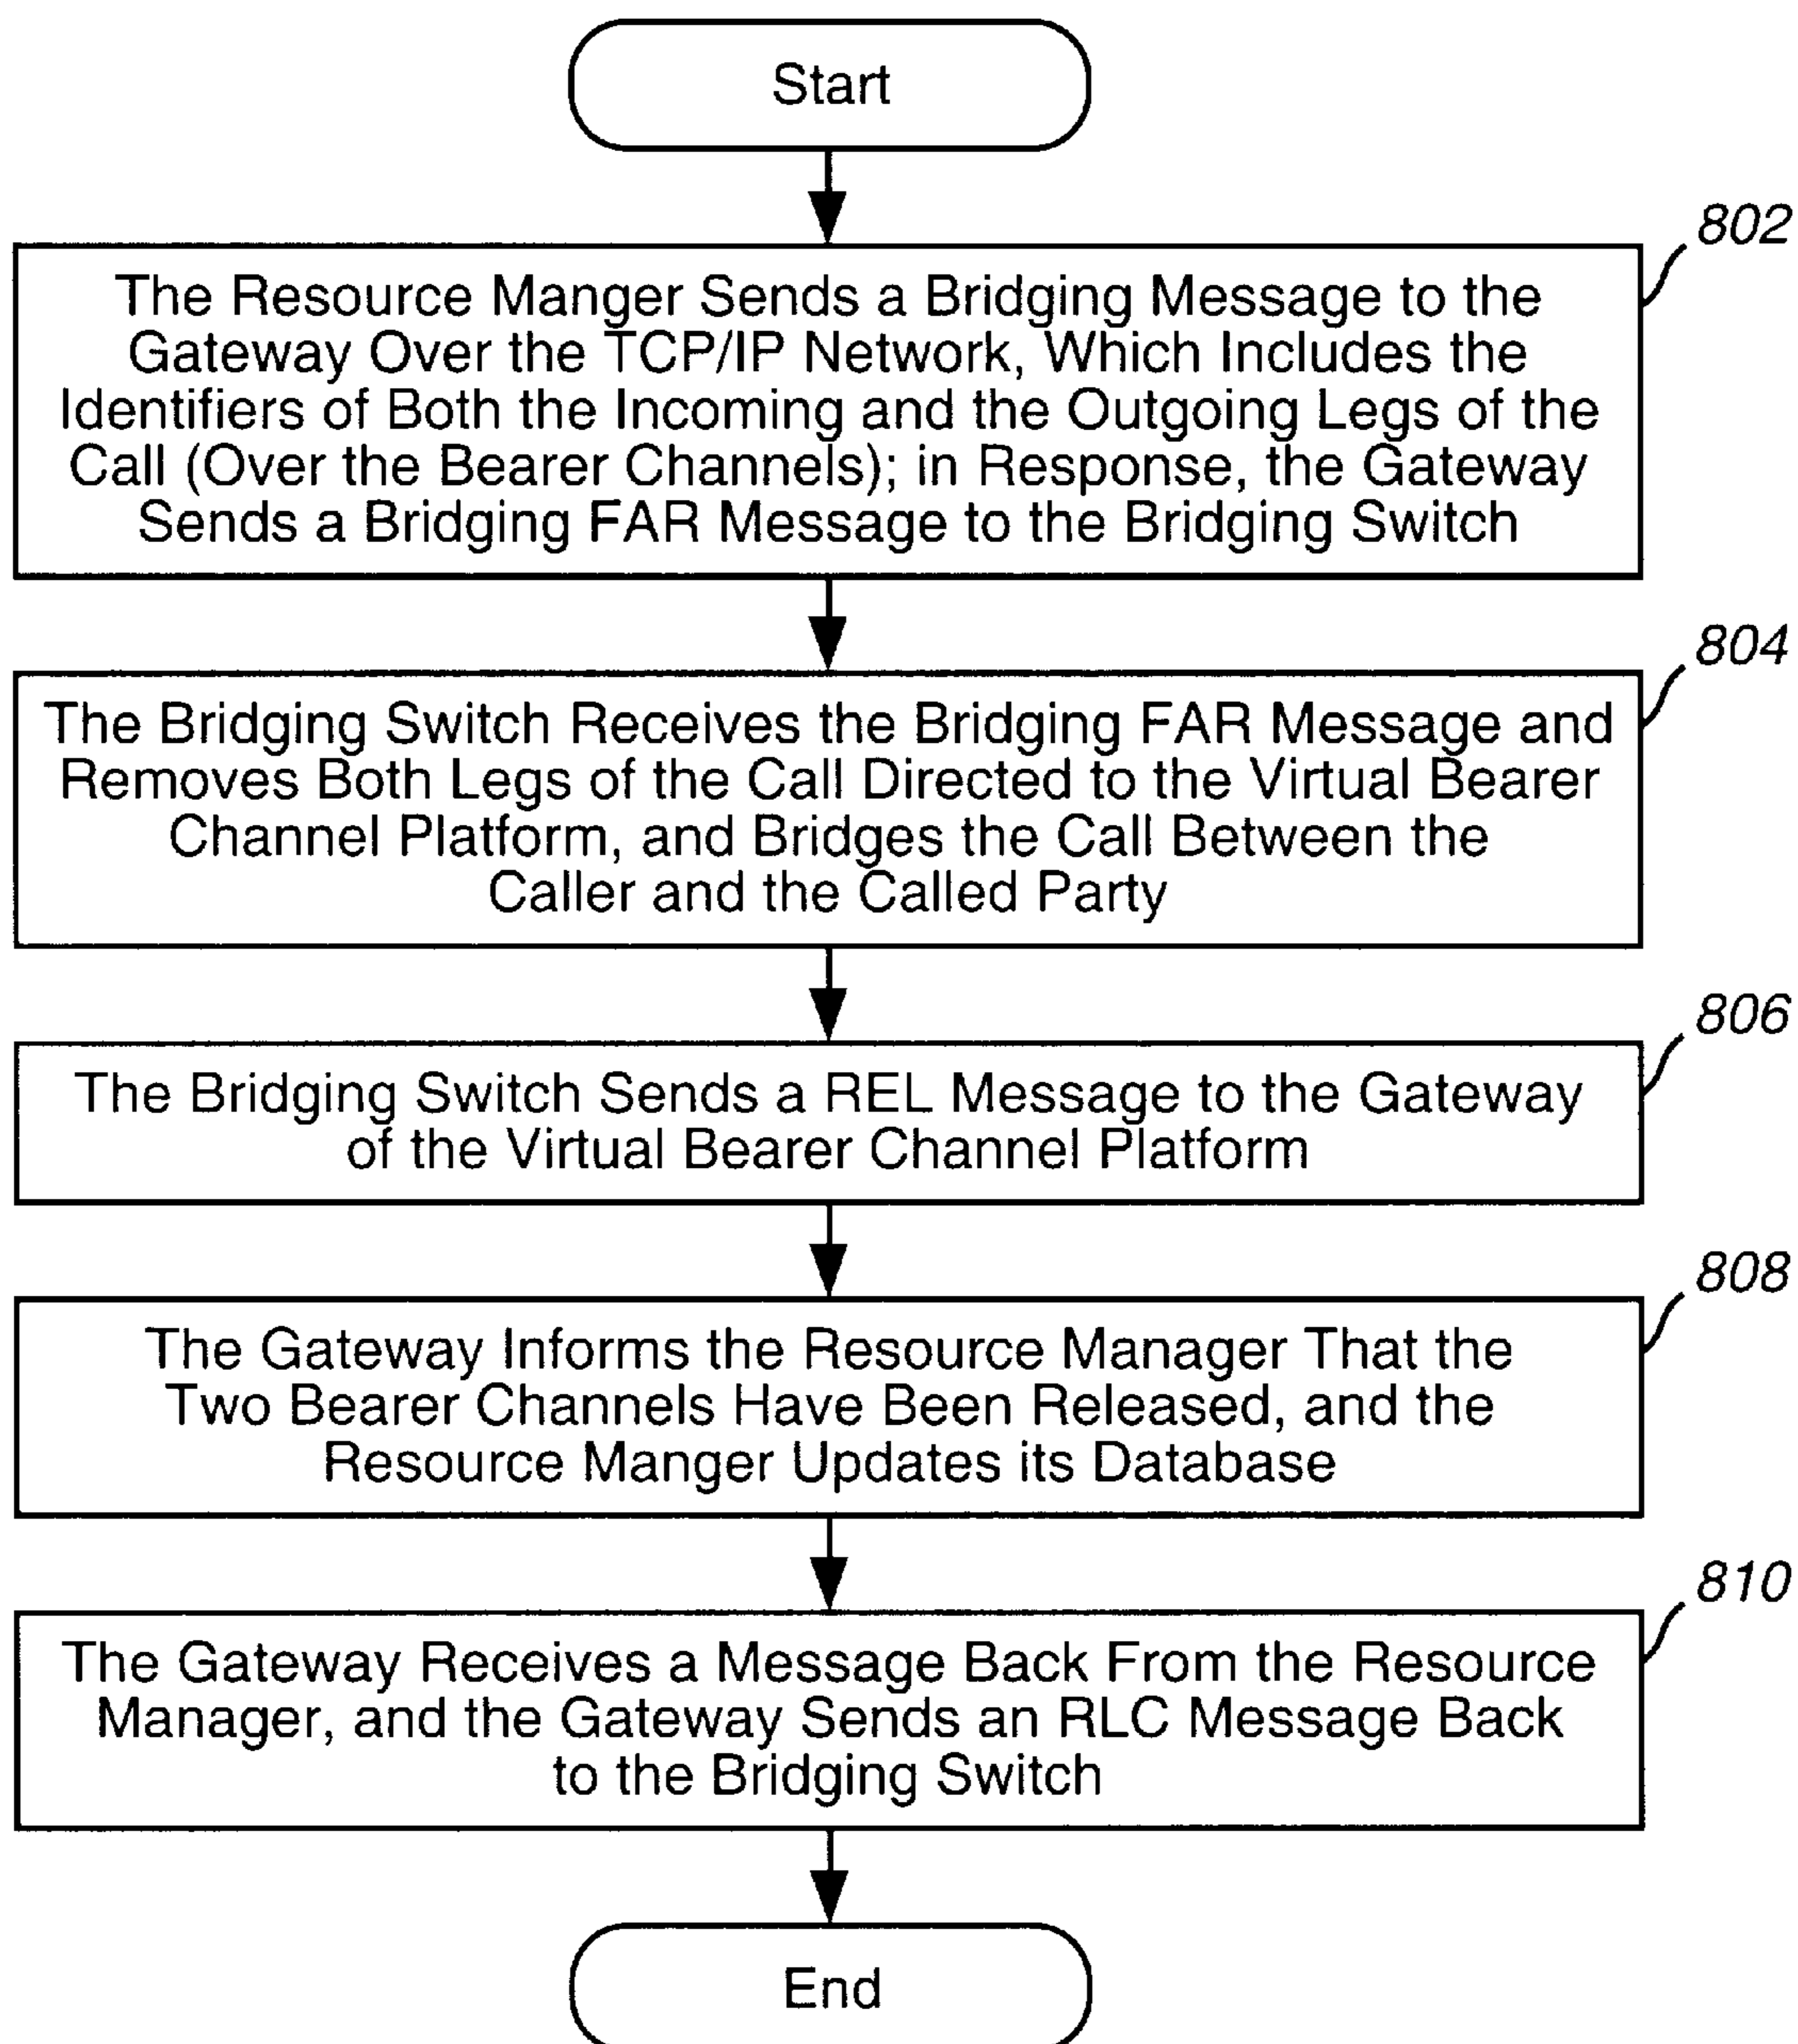 Start
802
The Resource Manger Sends a Bridging Message to the
Gateway Over the TCP/IP Network, Which Includes the
Identifiers of Both the Incoming and the Outgoing Legs of the
Call (Over the Bearer Channels); in Response, the Gateway
Sends a Bridging FAR Message to the Bridging Switch
804
The Bridging Switch Receives the Bridging FAR Message and
Removes Both Legs of the Call Directed to the Virtual Bearer
Channel Platform, and Bridges the Call Between the
Caller and the Called Party
806
The Bridging Switch Sends a REL Message to the Gateway
of the Virtual Bearer Channel Platform
808
The Gateway Informs the Resource Manager That the
Two Bearer Channels Have Been Released, and the
Resource Manger Updates its Database
810
The Gateway Receives a Message Back From the Resource
Manager, and the Gateway Sends an RLC Message Back
to the Bridging Switch
End